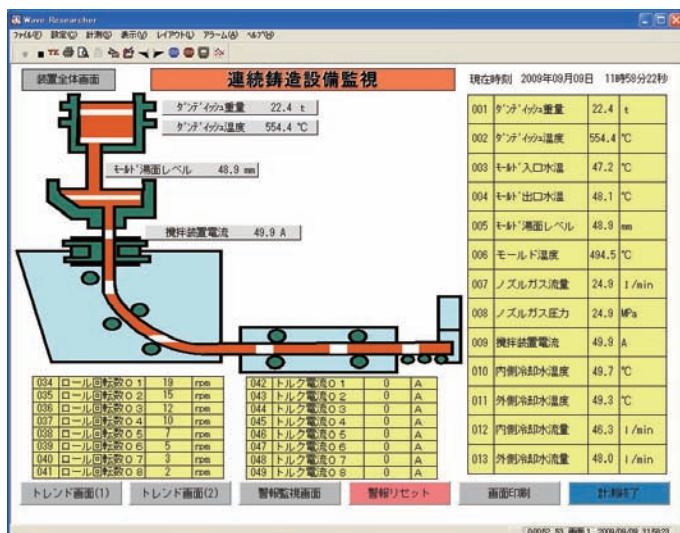 Wave Researcher
ファイル(F) 設定(C) 計測(S) 表示(V) レイアウト(L) アラーム(A) ヘルプ(H)
装置全体画面
連続鋳造設備監視
現在時刻 2009年09月09日 11時58分22秒
ﾀﾝﾃﾞｨｯｼｭ重量 22.4 t
ﾀﾝﾃﾞｨｯｼｭ温度 554.4 ℃
ﾓｰﾙﾄﾞ湯面レベル 48.9 mm
撹拌装置電流 49.9 A
001 ﾀﾝﾃﾞｨｯｼｭ重量 22.4 t
002 ﾀﾝﾃﾞｨｯｼｭ温度 554.4 ℃
003 ﾓｰﾙﾄﾞ入口水温 47.2 ℃
004 ﾓｰﾙﾄﾞ出口水温 48.1 ℃
005 ﾓｰﾙﾄﾞ湯面レベル 48.9 mm
006 モールド温度 494.5 ℃
007 ノズルガス流量 24.9 l/min
008 ノズルガス圧力 24.9 MPa
009 撹拌装置電流 49.9 A
010 内側冷却水温度 49.7 ℃
011 外側冷却水温度 49.3 ℃
012 内側冷却水流量 46.3 l/min
013 外側冷却水流量 48.0 l/min
034 ロール回転数０１ 19 rpm
035 ロール回転数０２ 15 rpm
036 ロール回転数０３ 12 rpm
037 ロール回転数０４ 10 rpm
038 ロール回転数０５ 7 rpm
039 ロール回転数０６ 5 rpm
040 ロール回転数０７ 3 rpm
041 ロール回転数０８ 2 rpm
042 トルク電流０１ 0 A
043 トルク電流０２ 0 A
044 トルク電流０３ 0 A
045 トルク電流０４ 0 A
046 トルク電流０５ 0 A
047 トルク電流０６ 0 A
048 トルク電流０７ 0 A
049 トルク電流０８ 0 A
トレンド画面(1) トレンド画面(2) 警報監視画面 警報リセット 画面印刷 計測終了
画面1 2009/09/09 11:58:23